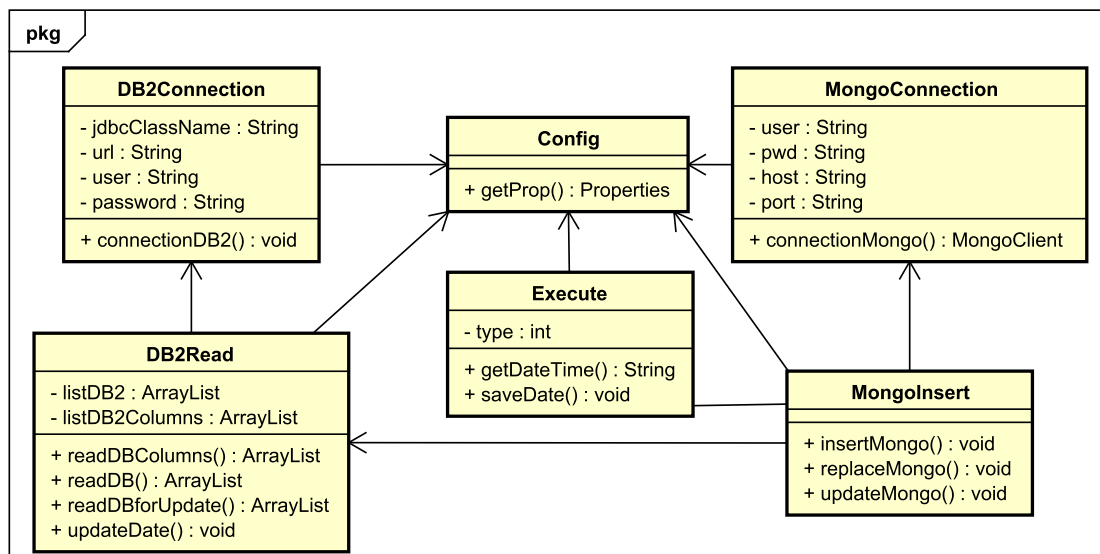 pkg
DB2Connection
- jdbcClassName : String
- url : String
- user : String
- password : String
+ connectionDB2() : void
Config
+ getProp() : Properties
MongoConnection
- user : String
- pwd : String
- host : String
- port : String
+ connectionMongo() : MongoClient
Execute
- type : int
+ getDateTime() : String
+ saveDate() : void
DB2Read
- listDB2 : ArrayList
- listDB2Columns : ArrayList
+ readDBColumns() : ArrayList
+ readDB() : ArrayList
+ readDBforUpdate() : ArrayList
+ updateDate() : void
MongoInsert
+ insertMongo() : void
+ replaceMongo() : void
+ updateMongo() : void